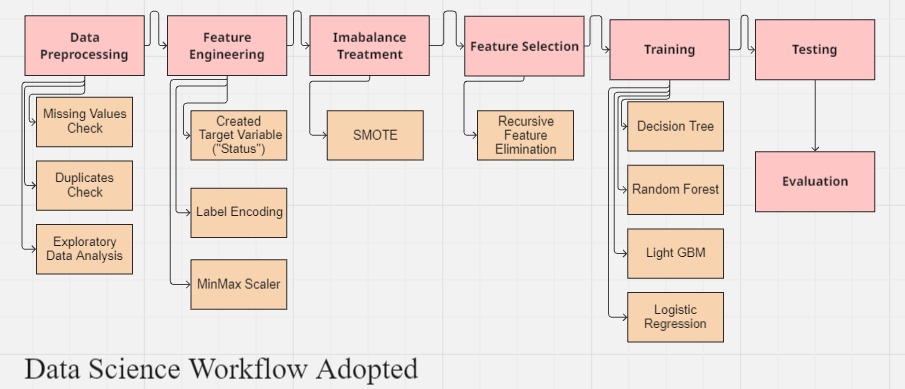 Data
Preprocessing
Feature
Engineering
Imabalance
Treatment
Feature Selection
Training
Testing
Missing Values
Check
Duplicates
Check
Exploratory
Data Analysis
Created
Target Variable
("Status")
Label Encoding
MinMax Scaler
SMOTE
Recursive
Feature
Elimination
Decision Tree
Random Forest
Light GBM
Logistic
Regression
Evaluation
Data Science Workflow Adopted